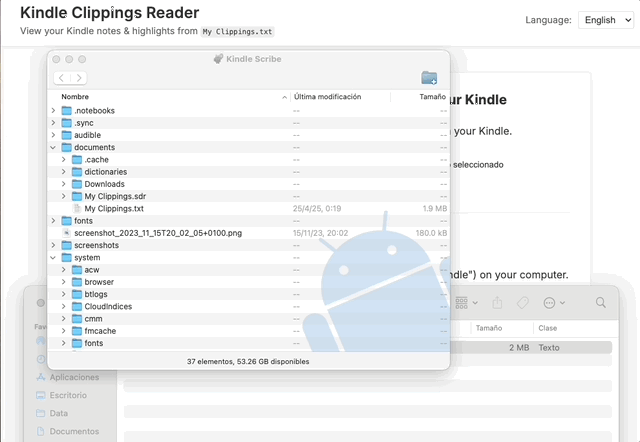 Kindle Clippings Reader
View your Kindle notes & highlights from My Clippings.txt
Language: English
Kindle Scribe
Nombre Última modificación Tamaño
.notebooks -- --
.sync -- --
audible -- --
documents -- --
.cache -- --
dictionaries -- --
Downloads -- --
My Clippings.sdr -- --
My Clippings.txt 25/4/25, 0:19 1.9 MB
fonts -- --
screenshot_2023_11_15T20_02_05+0100.png 15/11/23, 20:02 180.0 kB
screenshots -- --
system -- --
acw -- --
browser -- --
btlogs -- --
CloudIndices -- --
cmm -- --
fmcache -- --
fonts -- --
37 elementos, 53.26 GB disponibles
ur Kindle
your Kindle.
seleccionado
ndle") on your computer.
Tamaño Clase
2 MB Texto
Fav
Aplicaciones
Escritorio
Data
Documentos